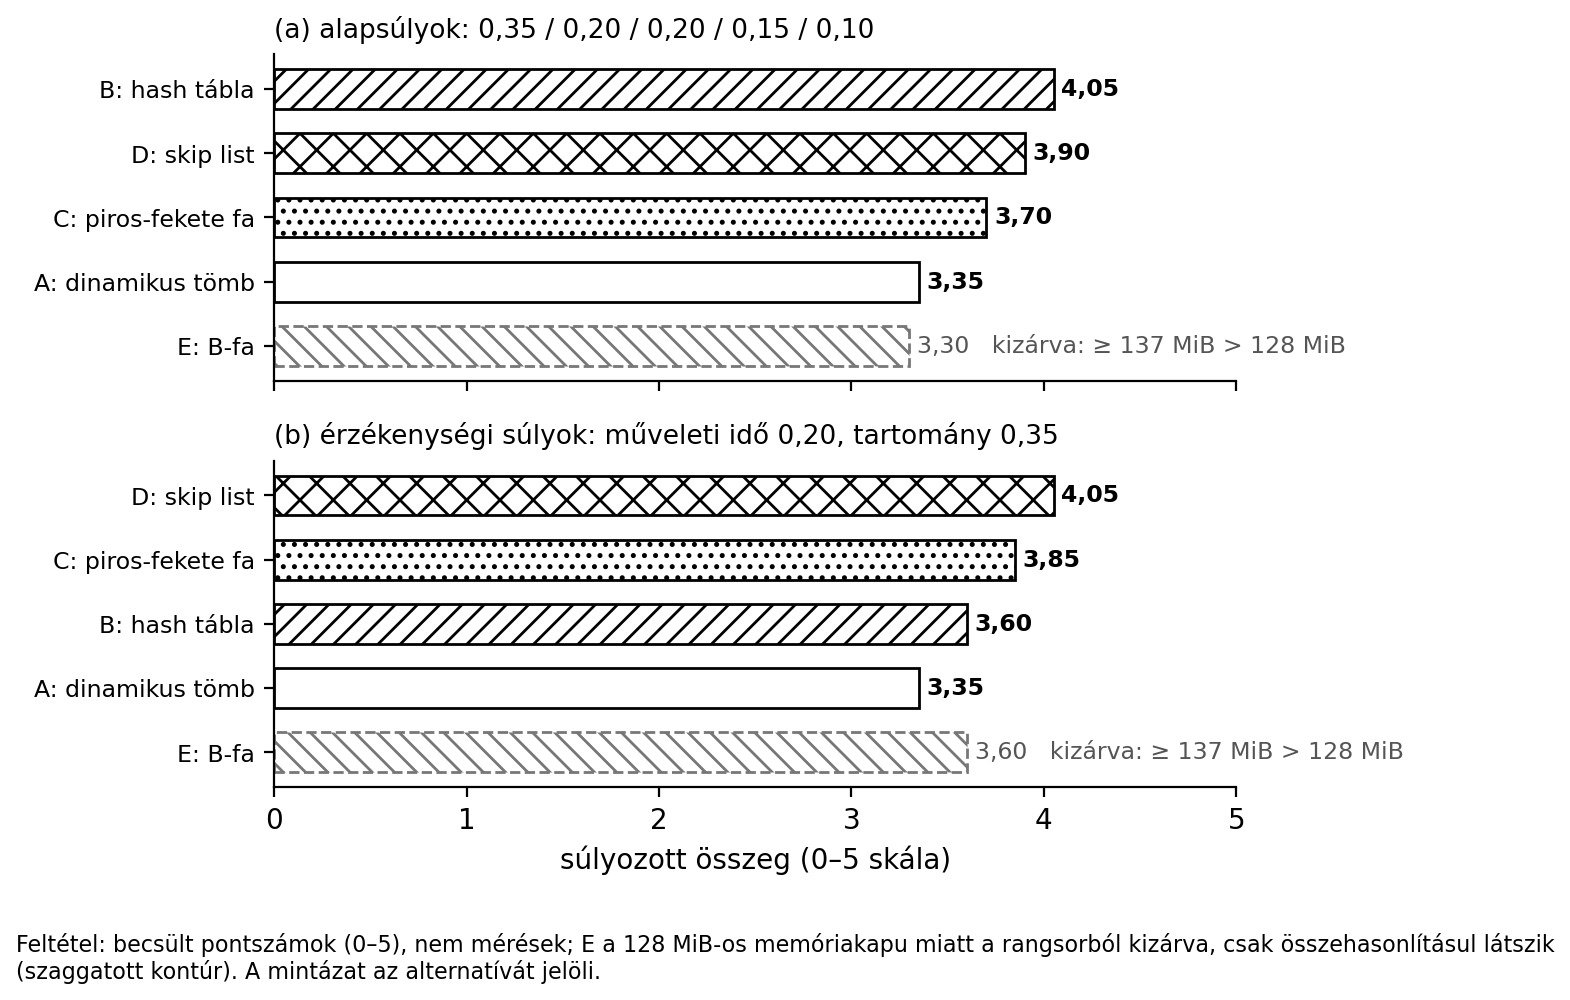 (a) alapsúlyok: 0,35 / 0,20 / 0,20 / 0,15 / 0,10
B: hash tábla 4,05
D: skip list 3,90
C: piros-fekete fa 3,70
A: dinamikus tömb 3,35
E: B-fa 3,30 kizárva: ≥ 137 MiB > 128 MiB
(b) érzékenységi súlyok: műveleti idő 0,20, tartomány 0,35
D: skip list 4,05
C: piros-fekete fa 3,85
B: hash tábla 3,60
A: dinamikus tömb 3,35
E: B-fa 3,60 kizárva: ≥ 137 MiB > 128 MiB
0 1 2 3 4 5
súlyozott összeg (0–5 skála)
Feltétel: becsült pontszámok (0–5), nem mérések; E a 128 MiB-os memóriakapu miatt a rangsorból kizárva, csak összehasonlításul látszik
(szaggatott kontúr). A mintázat az alternatívát jelöli.